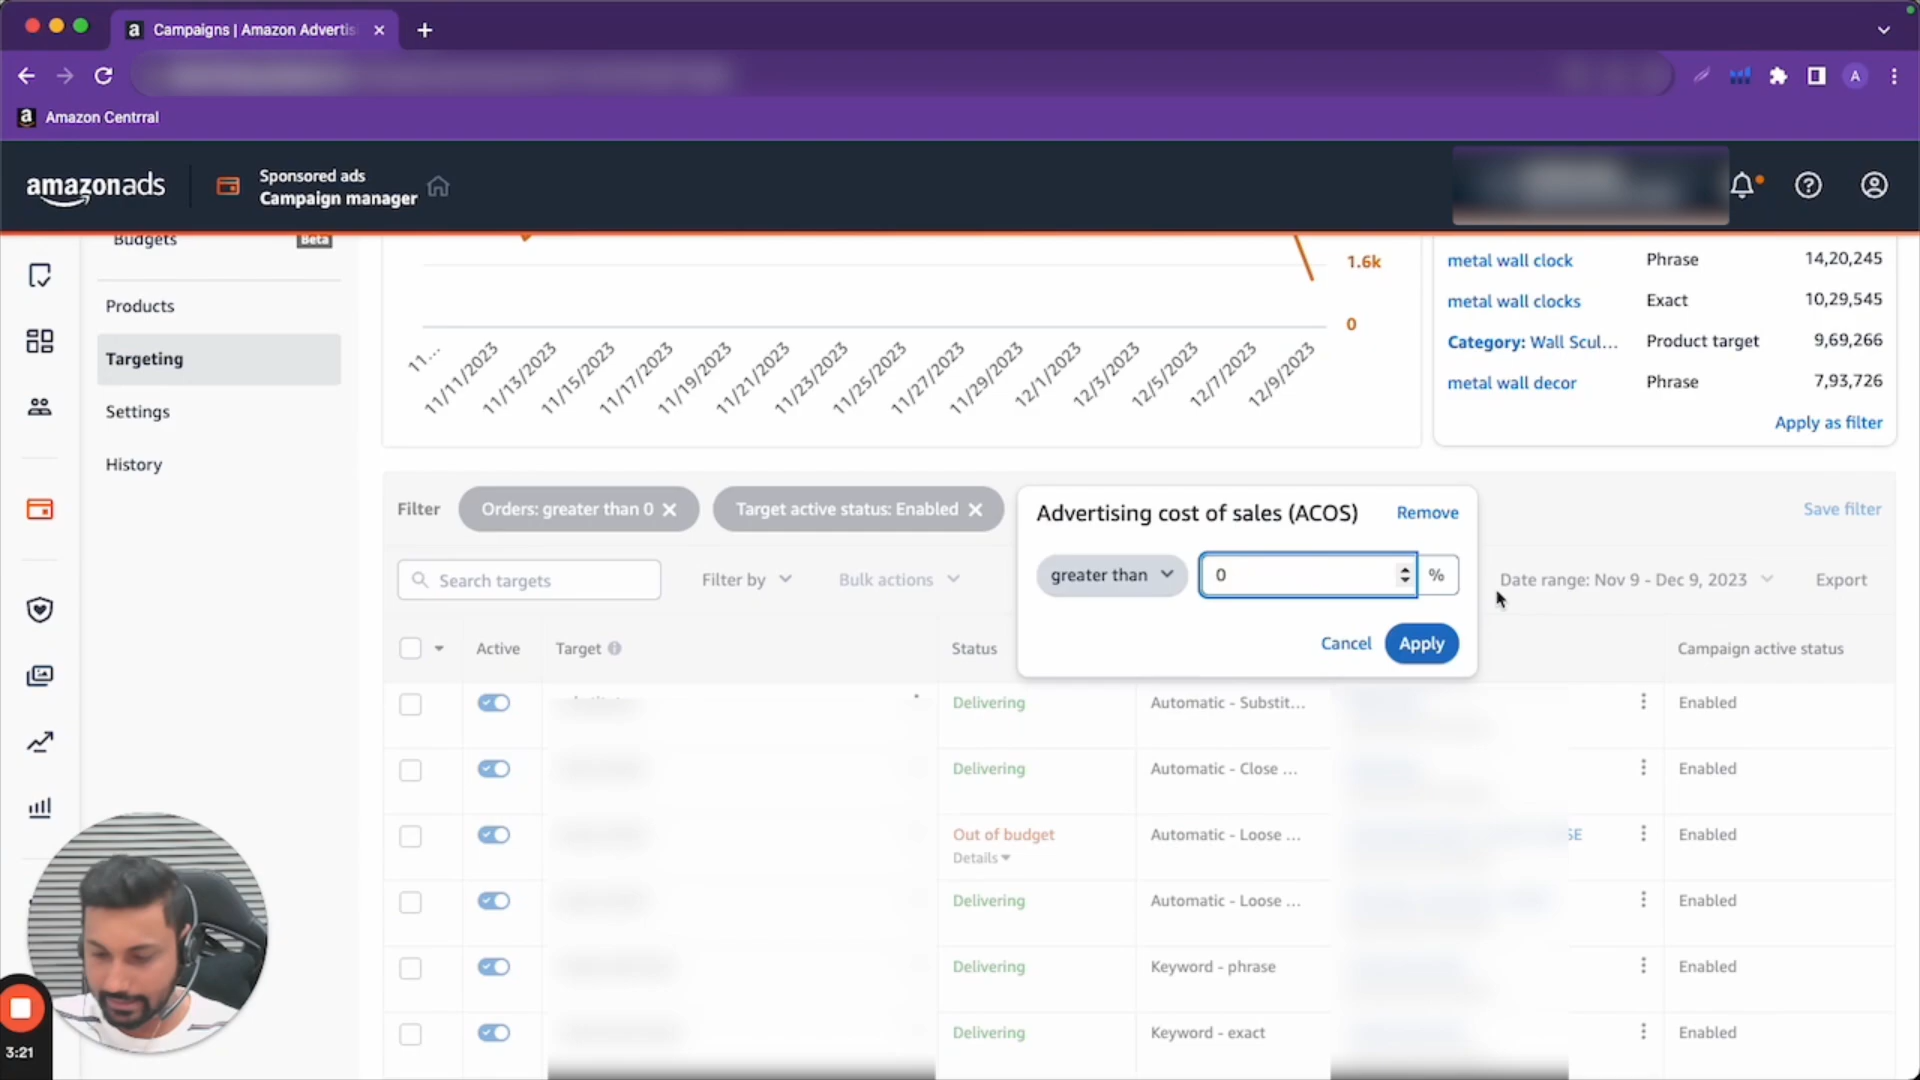 Campaigns | Amazon Advertis
Amazon Centrral
A
amazonads
Sponsored ads
Campaign manager
Budgets
Beta
Products
Targeting
Settings
History
1.6k
0
11...
11/11/2023
11/13/2023
11/15/2023
11/17/2023
11/19/2023
11/21/2023
11/23/2023
11/25/2023
11/27/2023
11/29/2023
12/1/2023
12/3/2023
12/5/2023
12/7/2023
12/9/2023
metal wall clock Phrase 14,20,245
metal wall clocks Exact 10,29,545
Category: Wall Scul... Product target 9,69,266
metal wall decor Phrase 7,93,726
Apply as filter
Filter Orders: greater than 0 Target active status: Enabled
Save filter
Advertising cost of sales (ACOS) Remove
greater than 0 %
Cancel Apply
Search targets Filter by Bulk actions
Date range: Nov 9 - Dec 9, 2023 Export
Active Target Status Campaign active status
Delivering Automatic - Substit... Enabled
Delivering Automatic - Close ... Enabled
Out of budget Automatic - Loose ... SE Enabled
Details
Delivering Automatic - Loose ... Enabled
Delivering Keyword - phrase Enabled
Delivering Keyword - exact Enabled
3:21